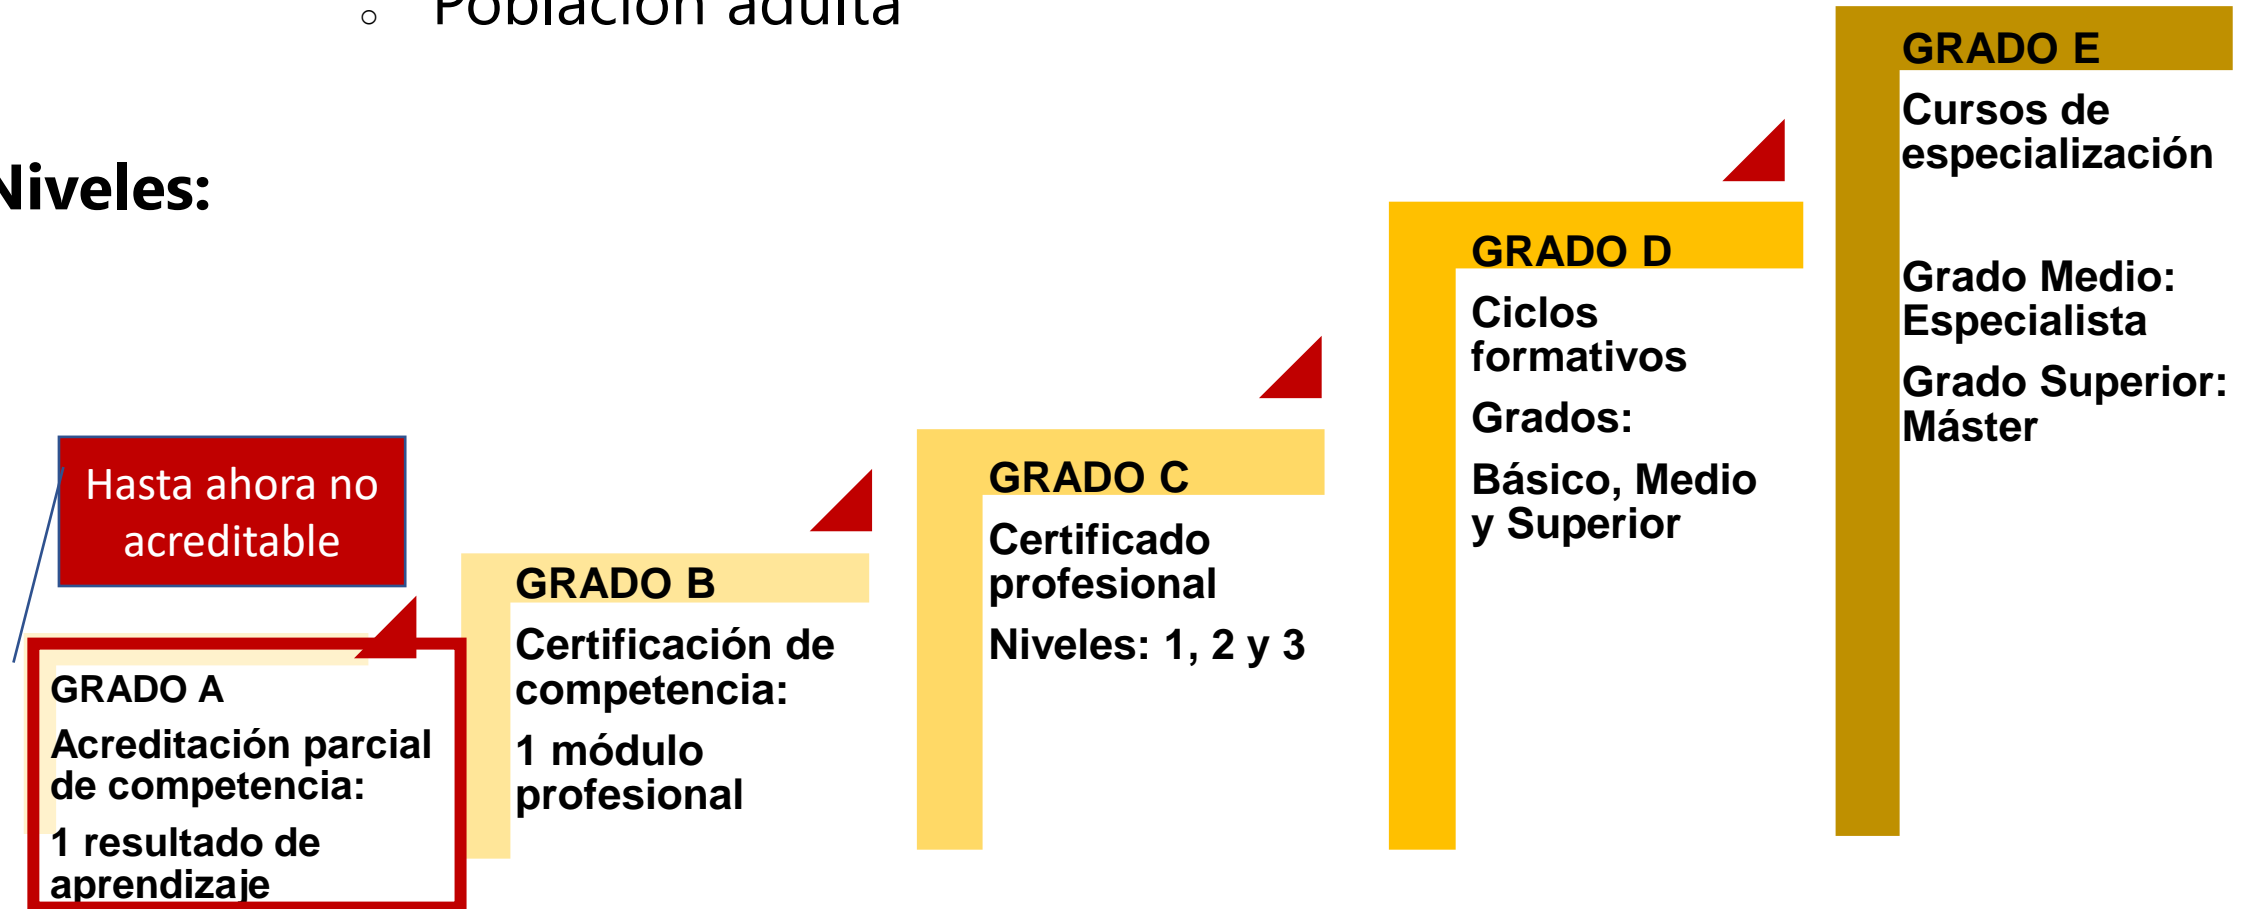 Población adulta
Niveles:
Hasta ahora no
acreditable
GRADO A
Acreditación parcial
de competencia:
1 resultado de
aprendizaje
GRADO B
Certificación de
competencia:
1 módulo
profesional
GRADO C
Certificado
profesional
Niveles: 1, 2 y 3
GRADO D
Ciclos
formativos
Grados:
Básico, Medio
y Superior
GRADO E
Cursos de
especialización
Grado Medio:
Especialista
Grado Superior:
Máster